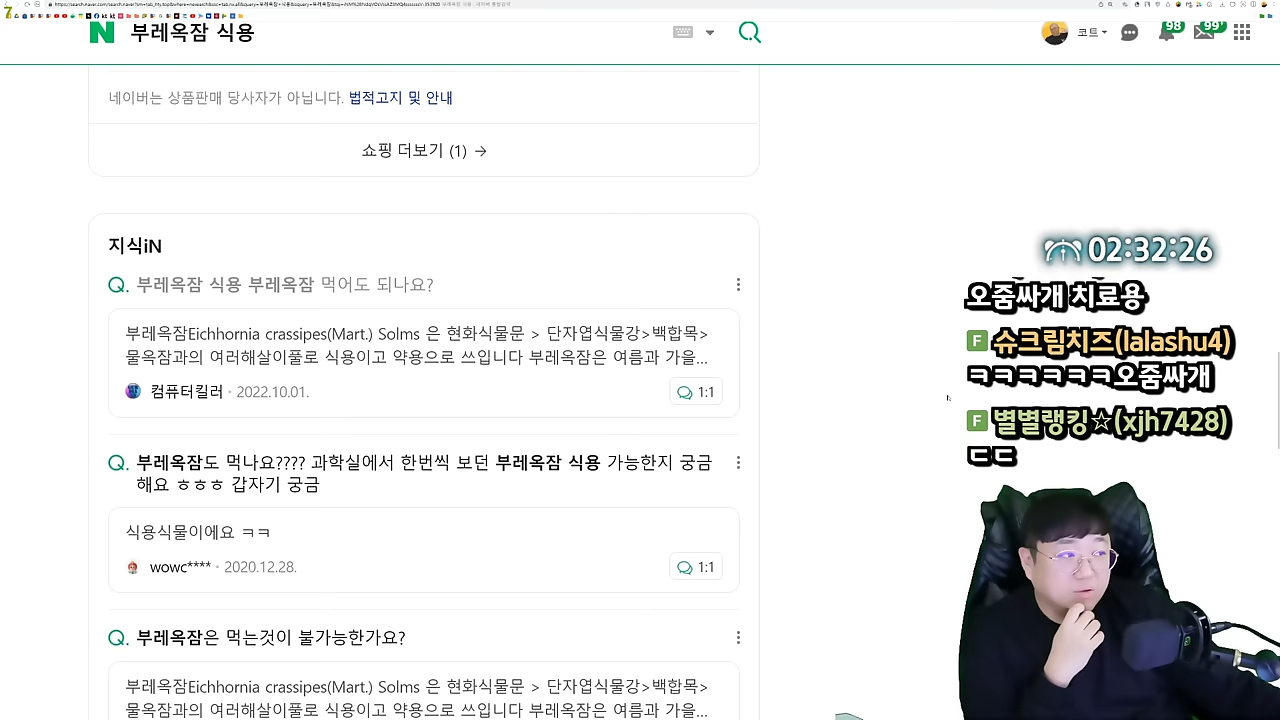 부레옥잠 식용
코트
98
99+
네이버는 상품판매 당사자가 아닙니다. 법적고지 및 안내
쇼핑 더보기 (1) →
지식iN
Q. 부레옥잠 식용 부레옥잠 먹어도 되나요?
부레옥잠Eichhornia crassipes(Mart.) Solms 은 현화식물문 > 단자엽식물강>백합목>
물옥잠과의 여러해살이풀로 식용이고 약용으로 쓰입니다 부레옥잠은 여름과 가을...
컴퓨터킬러 · 2022.10.01.
1:1
Q. 부레옥잠도 먹나요???? 과학실에서 한번씩 보던 부레옥잠 식용 가능한지 궁금
해요 ㅎㅎㅎ 갑자기 궁금
식용식물이에요 ㅋㅋ
wowc**** · 2020.12.28.
1:1
Q. 부레옥잠은 먹는것이 불가능한가요?
부레옥잠Eichhornia crassipes(Mart.) Solms 은 현화식물문 > 단자엽식물강>백합목>
물옥잠과의 여러해살이풀로 식용이고 약용으로 쓰입니다 부레옥잠은 여름과 가을...
02:32:26
오줌싸개 치료용
F 슈크림치즈(lalashu4)
ㅋㅋㅋㅋㅋㅋ오줌싸개
F 별별랭킹☆(xjh7428)
ㄷㄷ